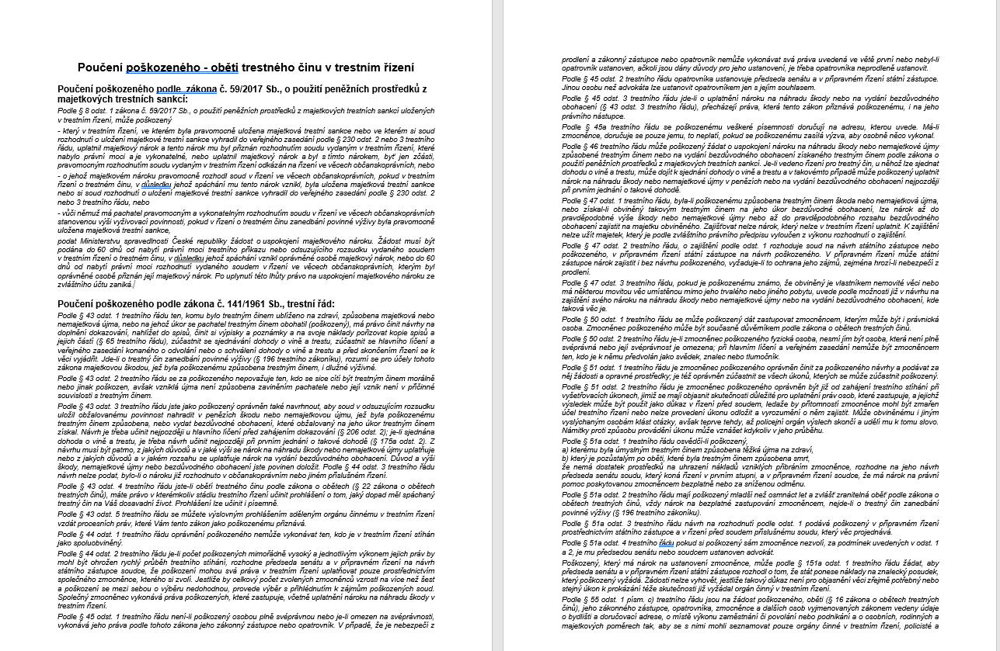 Poučení poškozeného - oběti trestného činu v trestním řízení
Poučení poškozeného podle zákona č. 59/2017 Sb., o použití peněžních prostředků z
majetkových trestních sankcí:
Podle § 8 odst. 1 zákona č. 59/2017 Sb., o použití peněžních prostředků z majetkových trestních sankcí uložených
v trestním řízení, může poškozený
- který v trestním řízení, ve kterém byla pravomocně uložena majetková trestní sankce nebo ve kterém si soud
rozhodnutí o uložení majetkové trestní sankce vyhradil do veřejného zasedání podle § 230 odst. 2 nebo 3 trestního
řádu, uplatnil majetkový nárok a tento nárok mu byl přiznán rozhodnutím soudu vydaným v trestním řízení, které
nabylo právní moci a je vykonatelné, nebo uplatnil majetkový nárok a byl s tímto nárokem, byť jen zčásti,
pravomocným rozhodnutím soudu vydaným v trestním řízení odkázán na řízení ve věcech občanskoprávních, nebo
- o jehož majetkovém nároku pravomocně rozhodl soud v řízení ve věcech občanskoprávních, pokud v trestním
řízení o trestném činu, v důsledku jehož spáchání mu tento nárok vznikl, byla uložena majetková trestní sankce
nebo si soud rozhodnutí o uložení majetkové trestní sankce vyhradil do veřejného zasedání podle § 230 odst. 2
nebo 3 trestního řádu, nebo
- vůči němuž má pachatel pravomocným a vykonatelným rozhodnutím soudu v řízení ve věcech občanskoprávních
stanovenou výši vyživovací povinnosti, pokud v řízení o trestném činu zanedbání povinné výživy byla pravomocně
uložena majetková trestní sankce,
podat Ministerstvu spravedlnosti České republiky žádost o uspokojení majetkového nároku. Žádost musí být
podána do 60 dnů od nabytí právní moci trestního příkazu nebo odsuzujícího rozsudku vydaného soudem
v trestním řízení o trestném činu, v důsledku jehož spáchání vznikl oprávněné osobě majetkový nárok, nebo do 60
dnů od nabytí právní moci rozhodnutí vydaného soudem v řízení ve věcech občanskoprávních, kterým byl
oprávněné osobě přiznán její majetkový nárok. Po uplynutí této lhůty právo na uspokojení majetkového nároku ze
zvláštního účtu zaniká.
Poučení poškozeného podle zákona č. 141/1961 Sb., trestní řád:
Podle § 43 odst. 1 trestního řádu ten, komu bylo trestným činem ublíženo na zdraví, způsobena majetková nebo
nemajetková újma, nebo na jehož úkor se pachatel trestným činem obohatil (poškozený), má právo činit návrhy na
doplnění dokazování, nahlížet do spisů, činit si výpisky a poznámky a na svoje náklady pořizovat kopie spisů a
jejich částí (§ 65 trestního řádu), zúčastnit se sjednávání dohody o vině a trestu, zúčastnit se hlavního líčení a
veřejného zasedání konaného o odvolání nebo o schválení dohody o vině a trestu a před skončením řízení se k
věci vyjádřit. Jde-li o trestný čin zanedbání povinné výživy (§ 196 trestního zákoníku), rozumí se pro účely tohoto
zákona majetkovou škodou, jež byla poškozenému způsobena trestným činem, i dlužné výživné.
Podle § 43 odst. 2 trestního řádu se za poškozeného nepovažuje ten, kdo se sice cítí být trestným činem morálně
nebo jinak poškozen, avšak vzniklá újma není způsobena zaviněním pachatele nebo její vznik není v příčinné
souvislosti s trestným činem.
Podle § 43 odst. 3 trestního řádu jste jako poškozený oprávněn také navrhnout, aby soud v odsuzujícím rozsudku
uložil obžalovanému povinnost nahradit v penězích škodu nebo nemajetkovou újmu, jež byla poškozenému
trestným činem způsobena, nebo vydat bezdůvodné obohacení, které obžalovaný na jeho úkor trestným činem
získal. Návrh je třeba učinit nejpozději u hlavního líčení před zahájením dokazování (§ 206 odst. 2); je-li sjednána
dohoda o vině a trestu, je třeba návrh učinit nejpozději při prvním jednání o takové dohodě (§ 175a odst. 2). Z
návrhu musí být patrno, z jakých důvodů a v jaké výši se nárok na náhradu škody nebo nemajetkové újmy uplatňuje
nebo z jakých důvodů a v jakém rozsahu se uplatňuje nárok na vydání bezdůvodného obohacení. Důvod a výši
škody, nemajetkové újmy nebo bezdůvodného obohacení jste povinen doložit. Podle § 44 odst. 3 trestního řádu
návrh nelze podat, bylo-li o nároku již rozhodnuto v občanskoprávním nebo jiném příslušném řízení.
Podle § 43 odst. 4 trestního řádu jste-li obětí trestného činu podle zákona o obětech (§ 22 zákona o obětech
trestných činů), máte právo v kterémkoliv stádiu trestního řízení učinit prohlášení o tom, jaký dopad měl spáchaný
trestný čin na Váš dosavadní život. Prohlášení lze učinit i písemně.
Podle § 43 odst. 5 trestního řádu se můžete výslovným prohlášením sděleným orgánu činnému v trestním řízení
vzdát procesních práv, které Vám tento zákon jako poškozenému přiznává.
Podle § 44 odst. 1 trestního řádu oprávnění poškozeného nemůže vykonávat ten, kdo je v trestním řízení stíhán
jako spoluobviněný.
Podle § 44 odst. 2 trestního řádu je-li počet poškozených mimořádně vysoký a jednotlivým výkonem jejich práv by
mohl být ohrožen rychlý průběh trestního stíhání, rozhodne předseda senátu a v přípravném řízení na návrh
státního zástupce soudce, že poškození mohou svá práva v trestním řízení uplatňovat pouze prostřednictvím
společného zmocněnce, kterého si zvolí. Jestliže by celkový počet zvolených zmocněnců vzrostl na více než šest
a poškození se mezi sebou o výběru nedohodnou, provede výběr s přihlédnutím k zájmům poškozených soud.
Společný zmocněnec vykonává práva poškozených, které zastupuje, včetně uplatnění nároku na náhradu škody v
trestním řízení.
Podle § 45 odst. 1 trestního řádu není-li poškozený osobou plně svéprávnou nebo je-li omezen na svéprávnosti,
vykonává jeho práva podle tohoto zákona jeho zákonný zástupce nebo opatrovník. V případě, že je nebezpečí z
prodlení a zákonný zástupce nebo opatrovník nemůže vykonávat svá práva uvedená ve větě první nebo nebyl-li
opatrovník ustanoven, ačkoli jsou dány důvody pro jeho ustanovení, je třeba opatrovníka neprodleně ustanovit.
Podle § 45 odst. 2 trestního řádu opatrovníka ustanovuje předseda senátu a v přípravném řízení státní zástupce.
Jinou osobu než advokáta lze ustanovit opatrovníkem jen s jejím souhlasem.
Podle § 45 odst. 3 trestního řádu jde-li o uplatnění nároku na náhradu škody nebo na vydání bezdůvodného
obohacení (§ 43 odst. 3 trestního řádu), přecházejí práva, která tento zákon přiznává poškozenému, i na jeho
právního nástupce.
Podle § 45a trestního řádu se poškozenému veškeré písemnosti doručují na adresu, kterou uvede. Má-li
zmocněnce, doručuje se pouze jemu, to neplatí, pokud se poškozenému zasílá výzva, aby osobně něco vykonal.
Podle § 46 trestního řádu může poškozený žádat o uspokojení nároku na náhradu škody nebo nemajetkové újmy
způsobené trestným činem nebo na vydání bezdůvodného obohacení získaného trestným činem podle zákona o
použití peněžních prostředků z majetkových trestních sankcí. Je-li vedeno řízení pro trestný čin, u něhož lze sjednat
dohodu o vině a trestu, může dojít k sjednání dohody o vině a trestu a v takovémto případě může poškozený uplatnit
nárok na náhradu škody nebo nemajetkové újmy v penězích nebo na vydání bezdůvodného obohacení nejpozději
při prvním jednání o takové dohodě.
Podle § 47 odst. 1 trestního řádu, byla-li poškozenému způsobena trestným činem škoda nebo nemajetková újma,
nebo získal-li obviněný takovým trestným činem na jeho úkor bezdůvodné obohacení, lze nárok až do
pravděpodobné výše škody nebo nemajetkové újmy nebo až do pravděpodobného rozsahu bezdůvodného
obohacení zajistit na majetku obviněného. Zajišťovat nelze nárok, který nelze v trestním řízení uplatnit. K zajištění
nelze užít majetek, který je podle zvláštního právního předpisu vyloučen z výkonu rozhodnutí o zajištění.
Podle § 47 odst. 2 trestního řádu, o zajištění podle odst. 1 rozhoduje soud na návrh státního zástupce nebo
poškozeného, v přípravném řízení státní zástupce na návrh poškozeného. V přípravném řízení může státní
zástupce nárok zajistit i bez návrhu poškozeného, vyžaduje-li to ochrana jeho zájmů, zejména hrozí-li nebezpečí z
prodlení.
Podle § 47 odst. 3 trestního řádu, pokud je poškozenému známo, že obviněný je vlastníkem nemovité věci nebo
má některou movitou věc umístěnou mimo jeho trvalého nebo jiného pobytu, uvede podle možností již v návrhu na
zajištění svého nároku na náhradu škody nebo nemajetkové újmy nebo na vydání bezdůvodného obohacení, kde
taková věc je.
Podle § 50 odst. 1 trestního řádu se může poškozený dát zastupovat zmocněncem, kterým může být i právnická
osoba. Zmocněnec poškozeného může být současně důvěrníkem podle zákona o obětech trestných činů.
Podle § 50 odst. 2 trestního řádu je-li zmocněnec poškozeného fyzická osoba, nesmí jím být osoba, která není plně
svéprávná nebo její svéprávnost je omezena; při hlavním líčení a veřejném zasedání nemůže být zmocněncem
ten, kdo je k němu předvolán jako svědek, znalec nebo tlumočník.
Podle § 51 odst. 1 trestního řádu je zmocněnec poškozeného oprávněn činit za poškozeného návrhy a podávat za
něj žádosti a opravné prostředky; je též oprávněn zúčastnit se všech úkonů, kterých se může zúčastnit poškozený.
Podle § 51 odst. 2 trestního řádu je zmocněnec poškozeného oprávněn být již od zahájení trestního stíhání při
vyšetřovacích úkonech, jimiž se mají objasnit skutečnosti důležité pro uplatnění práv osob, které zastupuje, a jejichž
výsledek může být použit jako důkaz v řízení před soudem, ledaže by přítomností zmocněnce mohl být zmařen
účel trestního řízení nebo nelze provedení úkonu odložit a vyrozumění o něm zajistit. Může obviněnému i jiným
vyslýchaným osobám klást otázky, avšak teprve tehdy, až policejní orgán výslech skončí a udělí mu k tomu slovo.
Námitky proti způsobu provádění úkonu může vznášet kdykoliv v jeho průběhu.
Podle § 51a odst. 1 trestního řádu osvědčí-li poškozený,
a) kterému byla úmyslným trestným činem způsobena těžká újma na zdraví,
b) který je pozůstalým po oběti, které byla trestným činem způsobena smrt,
že nemá dostatek prostředků na uhrazení nákladů vzniklých přibráním zmocněnce, rozhodne na jeho návrh
předseda senátu soudu, který koná řízení v prvním stupni, a v přípravném řízení soudce, že má nárok na právní
pomoc poskytovanou zmocněncem bezplatně nebo za sníženou odměnu.
Podle § 51a odst. 2 trestního řádu mají poškozený mladší než osmnáct let a zvlášť zranitelná oběť podle zákona o
obětech trestných činů, vždy nárok na bezplatné zastupování zmocněncem, nejde-li o trestný čin zanedbání
povinné výživy (§ 196 trestního zákoníku).
Podle § 51a odst. 3 trestního řádu návrh na rozhodnutí podle odst. 1 podává poškozený v přípravném řízení
prostřednictvím státního zástupce a v řízení před soudem příslušnému soudu, který věc projednává.
Podle § 51a odst. 4 trestního řádu pokud si poškozený sám zmocněnce nezvolí, za podmínek uvedených v odst. 1
a 2, je mu předsedou senátu nebo soudcem ustanoven advokát.
Poškozený, který má nárok na ustanovení zmocněnce, může podle § 151a odst. 1 trestního řádu žádat, aby
předseda senátu a v přípravném řízení státní zástupce rozhodl o tom, že stát ponese náklady na znalecký posudek,
který poškozený vyžádá. Žádosti nelze vyhovět, jestliže takový důkaz není pro objasnění věci zřejmě potřebný nebo
stejný úkon k prokázání téže skutečnosti již vyžádal orgán činný v trestním řízení.
Podle § 55 odst. 1 písm. c) trestního řádu jsou na žádost poškozeného, oběti (§ 16 zákona o obětech trestných
činů), jeho zákonného zástupce, opatrovníka, zmocněnce a dalších osob vyjmenovaných zákonem vedeny údaje
o bydlišti a doručovací adrese, o místě výkonu zaměstnání či povolání nebo podnikání a o osobních, rodinných a
majetkových poměrech tak, aby se s nimi mohli seznamovat pouze orgány činné v trestním řízení, policisté a